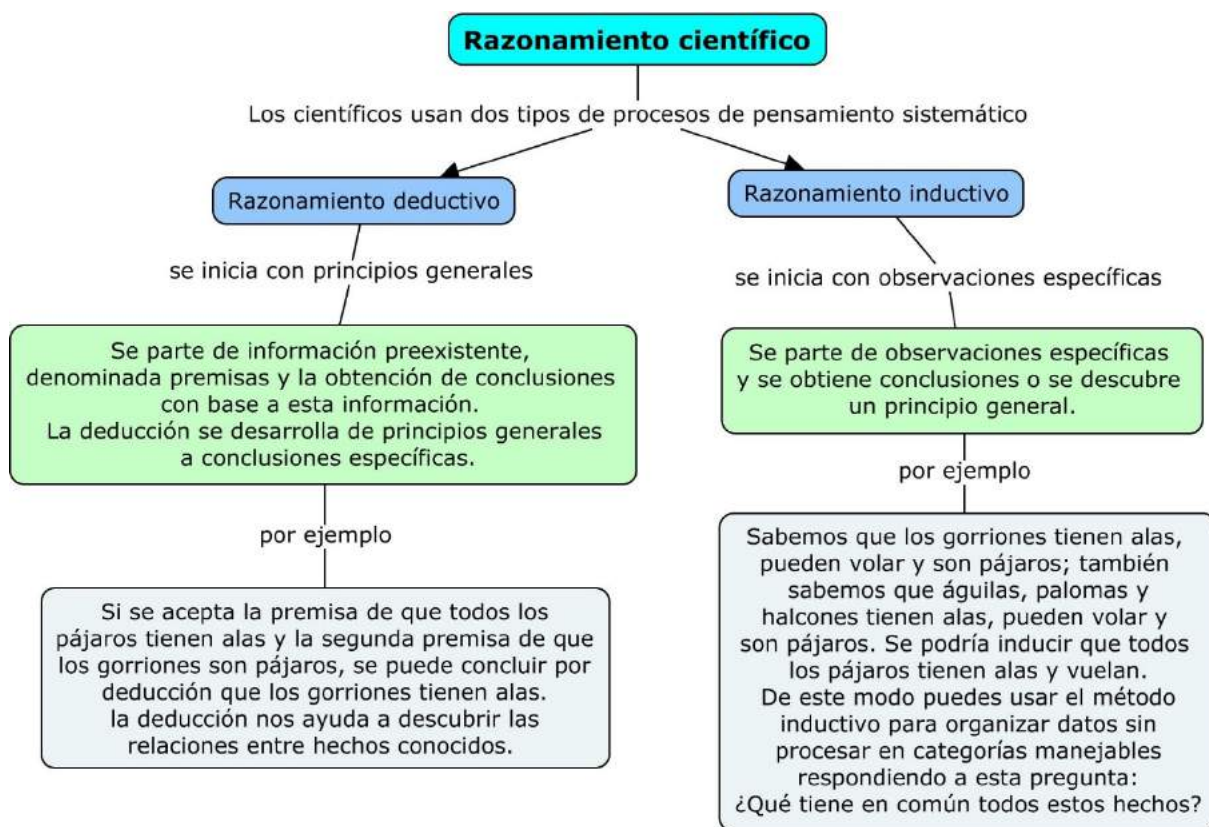 Razonamiento científico
Los científicos usan dos tipos de procesos de pensamiento sistemático
Razonamiento deductivo
se inicia con principios generales
Se parte de información preexistente,
denominada premisas y la obtención de conclusiones
con base a esta información.
La deducción se desarrolla de principios generales
a conclusiones específicas.
por ejemplo
Si se acepta la premisa de que todos los
pájaros tienen alas y la segunda premisa de que
los gorriones son pájaros, se puede concluir por
deducción que los gorriones tienen alas.
la deducción nos ayuda a descubrir las
relaciones entre hechos conocidos.
Razonamiento inductivo
se inicia con observaciones específicas
Se parte de observaciones específicas
y se obtiene conclusiones o se descubre
un principio general.
por ejemplo
Sabemos que los gorriones tienen alas,
pueden volar y son pájaros; también
sabemos que águilas, palomas y
halcones tienen alas, pueden volar y
son pájaros. Se podría inducir que todos
los pájaros tienen alas y vuelan.
De este modo puedes usar el método
inductivo para organizar datos sin
procesar en categorías manejables
respondiendo a esta pregunta:
¿Qué tiene en común todos estos hechos?